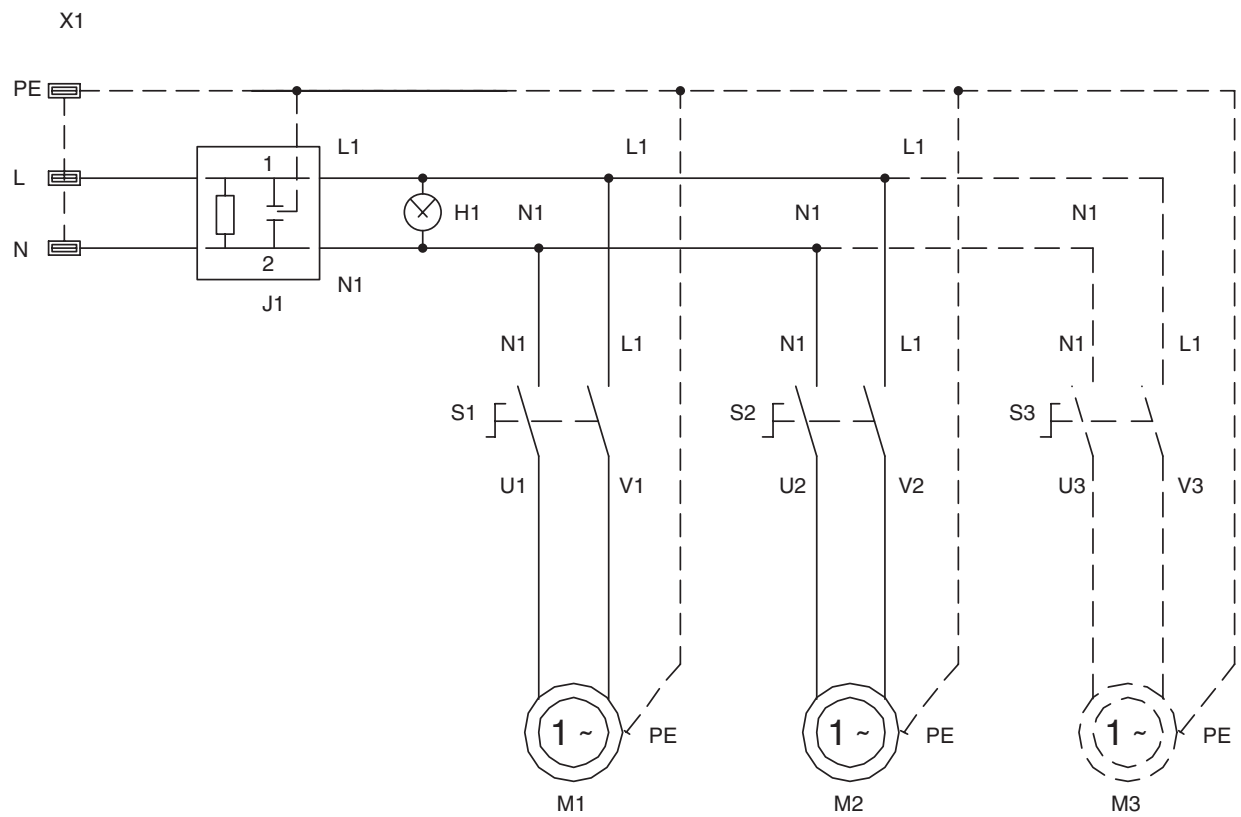 X1
PE
L1 L1 L1
1
L
H1 N1 N1 N1
N
2
N1
J1
N1 L1 N1 L1 N1 L1
S1 S2 S3
U1 V1 U2 V2 U3 V3
1 ~ PE 1 ~ PE 1 ~ PE
M1 M2 M3